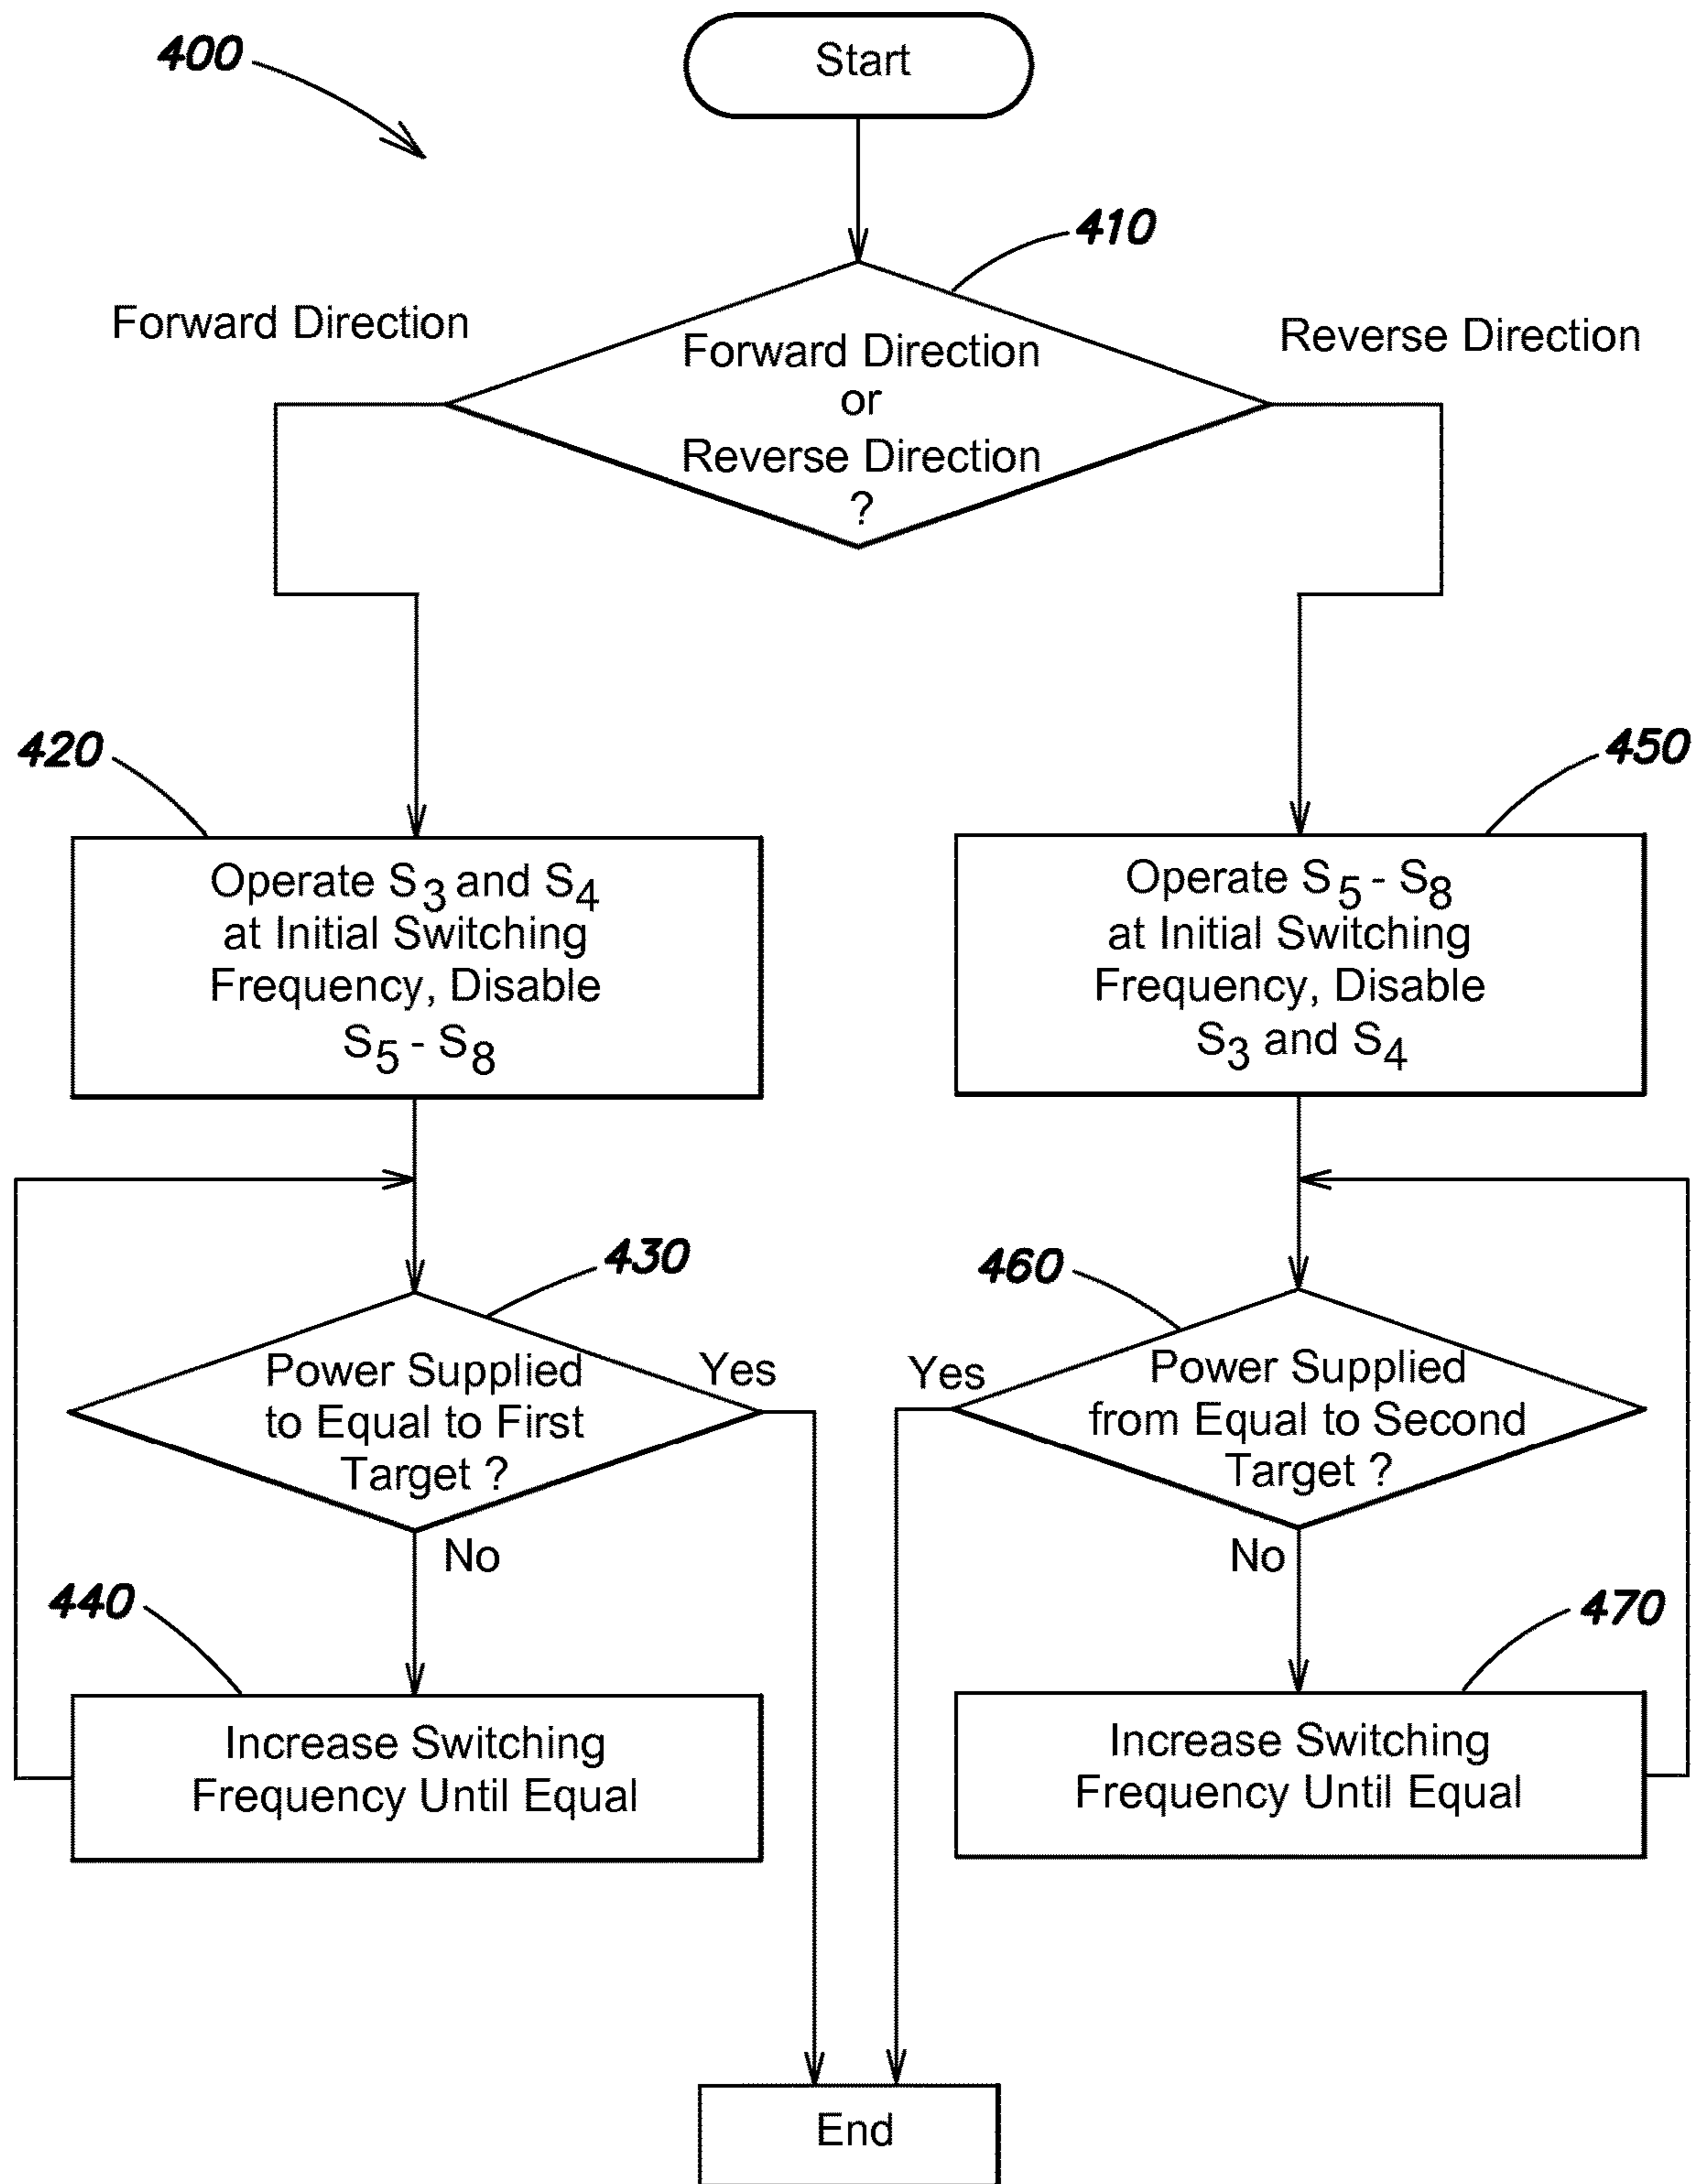 400
Start
410
Forward Direction
Reverse Direction
Forward Direction
or
Reverse Direction
?
420
450
Operate S3 and S4
at Initial Switching
Frequency, Disable
S5 - S8
Operate S5 - S8
at Initial Switching
Frequency, Disable
S3 and S4
430
460
Power Supplied
to Equal to First
Target ?
Yes
Yes
Power Supplied
from Equal to Second
Target ?
No
No
440
470
Increase Switching
Frequency Until Equal
Increase Switching
Frequency Until Equal
End